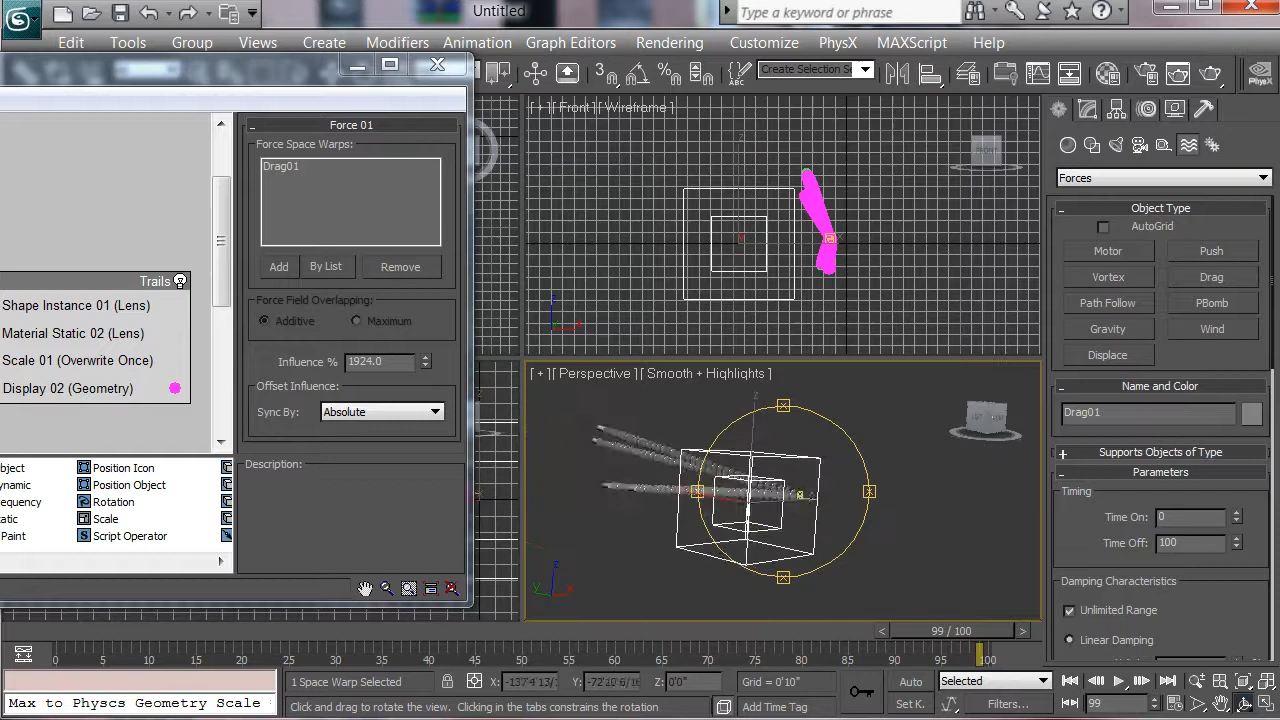 Untitled
Type a keyword or phrase
Edit Tools Group Views Create Modifiers Animation Graph Editors Rendering Customize PhysX MAXScript Help
Create Selection Se
PhysX
[ + ][ Front ][ Wireframe ]
FRONT
Force 01
Force Space Warps:
Drag01
Add By List Remove
Force Field Overlapping:
Additive Maximum
Influence % 1924.0
Offset Influence:
Sync By: Absolute
Description:
Trails
Shape Instance 01 (Lens)
Material Static 02 (Lens)
Scale 01 (Overwrite Once)
Display 02 (Geometry)
bject Position Icon
ynamic Position Object
equency Rotation
tatic Scale
Paint Script Operator
[ + ][ Perspective ][ Smooth + Highlights ]
Forces
Object Type
AutoGrid
Motor Push
Vortex Drag
Path Follow PBomb
Gravity Wind
Displace
Name and Color
Drag01
Supports Objects of Type
Parameters
Timing
Time On: 0
Time Off: 100
Damping Characteristics
Unlimited Range
Linear Damping
99 / 100
0 5 10 15 20 25 30 35 40 45 50 55 60 65 70 75 80 85 90 95 100
1 Space Warp Selected X: Y: Z: 0'0" Grid = 0'10" Auto Selected
Max to Physcs Geometry Scale Click and drag to rotate the view. Clicking in the tabs constrains the rotation Add Time Tag Set K. Filters... 99